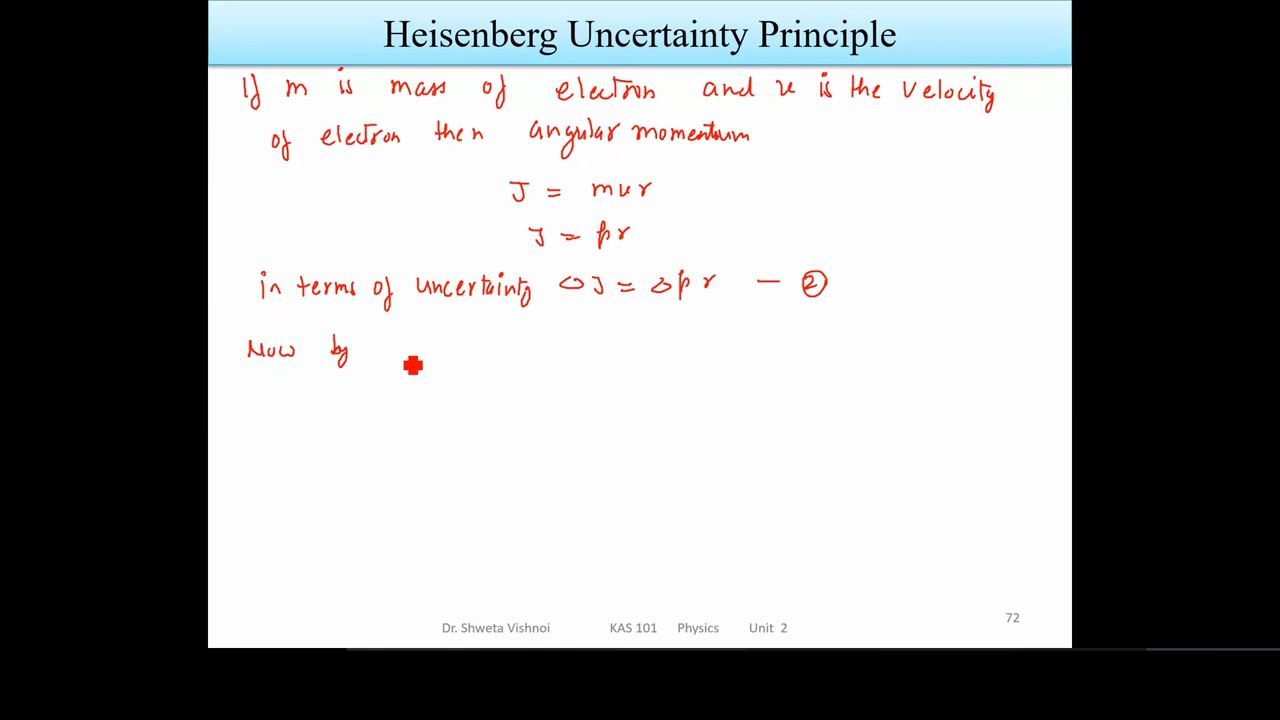 Heisenberg Uncertainty Principle
If m is mass of electron and u is the velocity
of electron then angular momentum
J = mur
J = pr
in terms of uncertainty ΔJ = Δp r — ②
Now by
72
Dr. Shweta Vishnoi KAS 101 Physics Unit 2